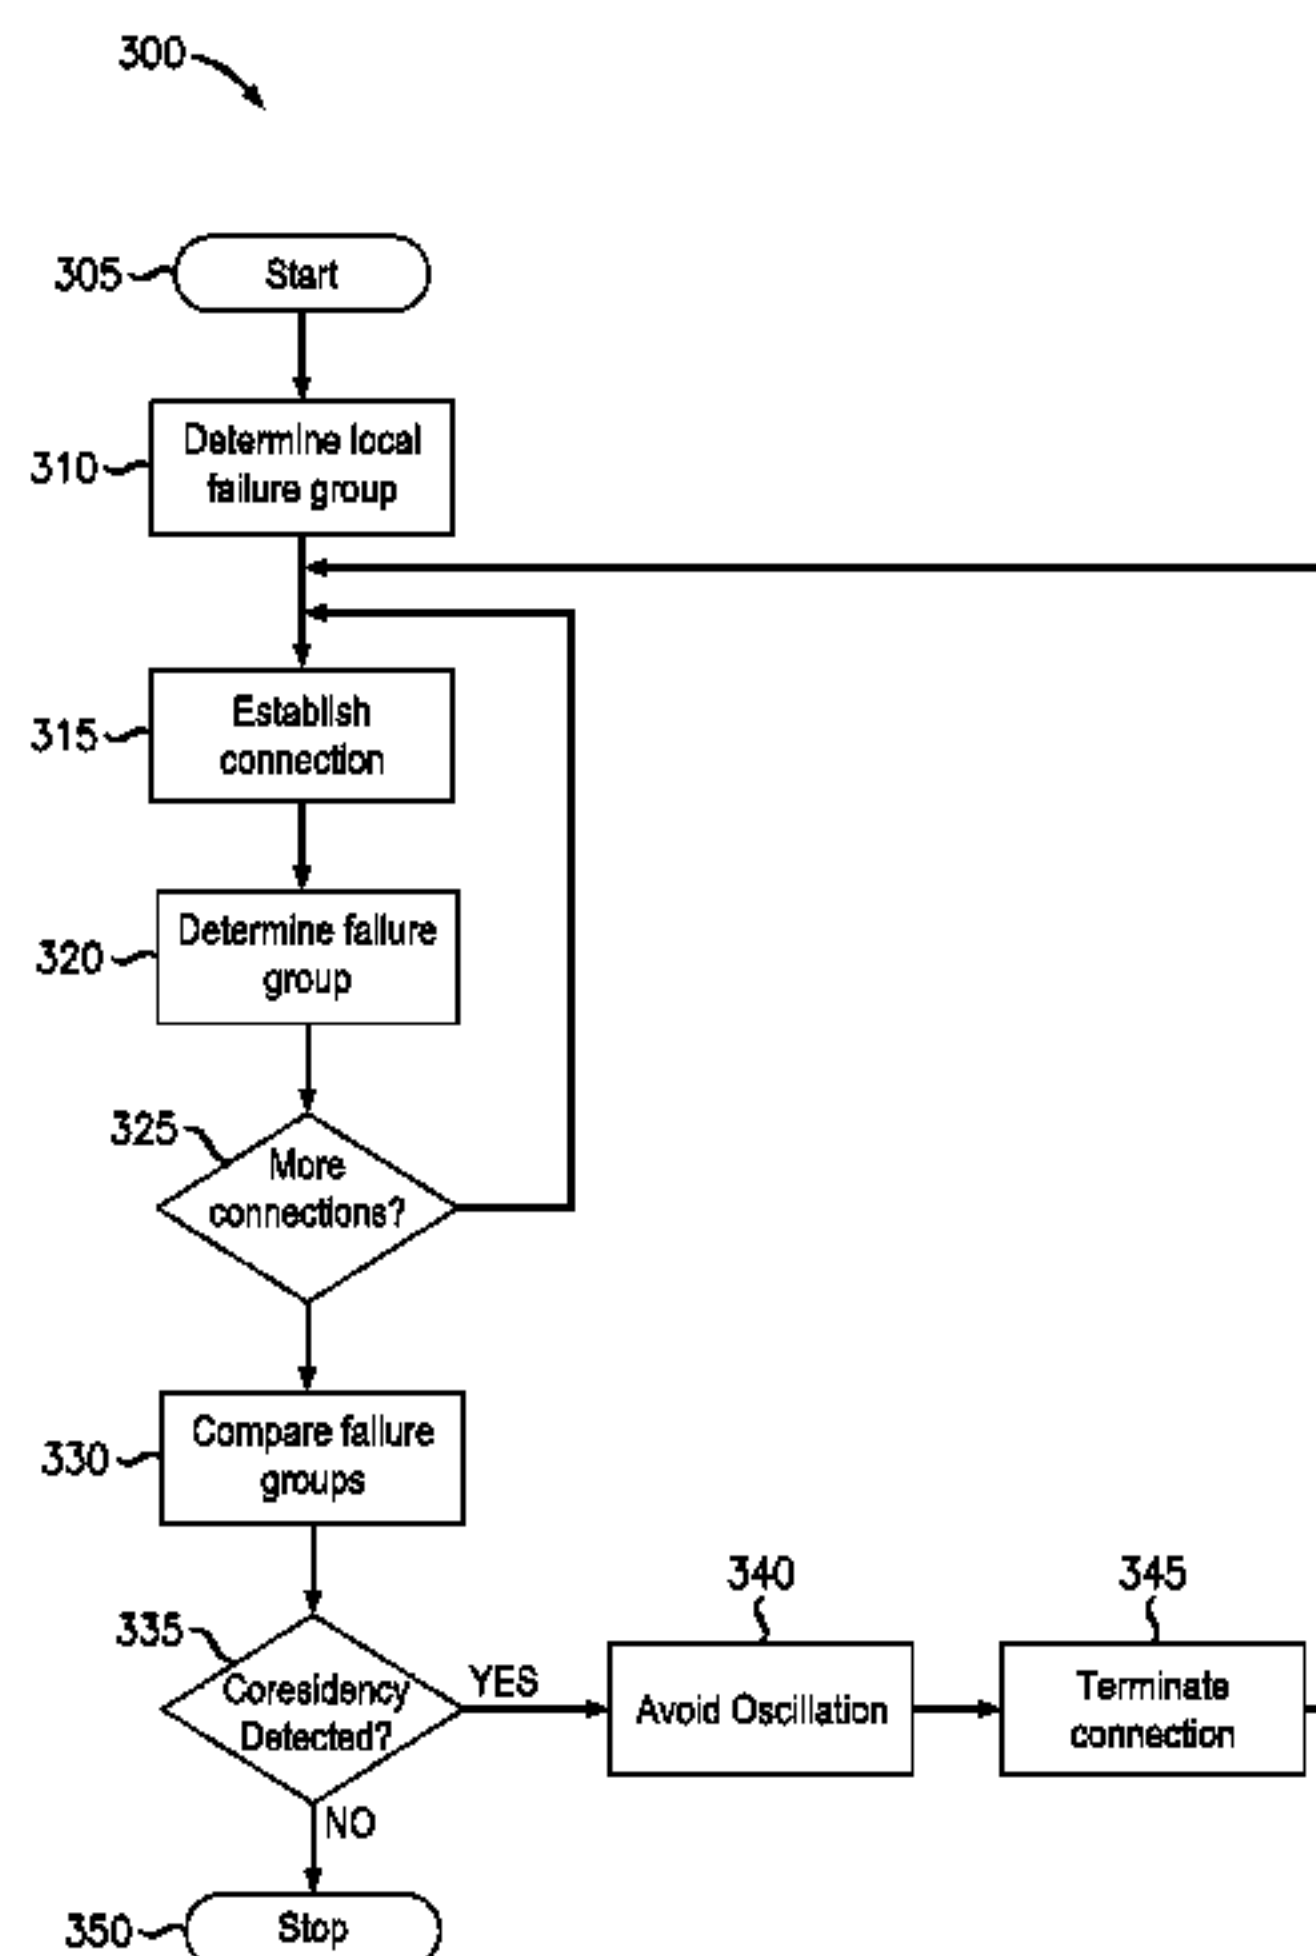 300
305
Start
310
Determine local
failure group
315
Establish
connection
320
Determine failure
group
325
More
connections?
330
Compare failure
groups
335
Coresidency
Detected?
YES
340
Avoid Oscillation
345
Terminate
connection
NO
350
Stop